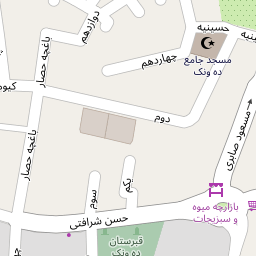 دوازدهم
حسینیه
باغچه حصار
چهاردهم
مسجد جامع
ده ونک
کیو
دوم
مسعود صابری
باغچه حصار
یکم
سوم
حسن شرافتی
بازارچه میوه
و سبزیجات
قبرستان
ده ونک